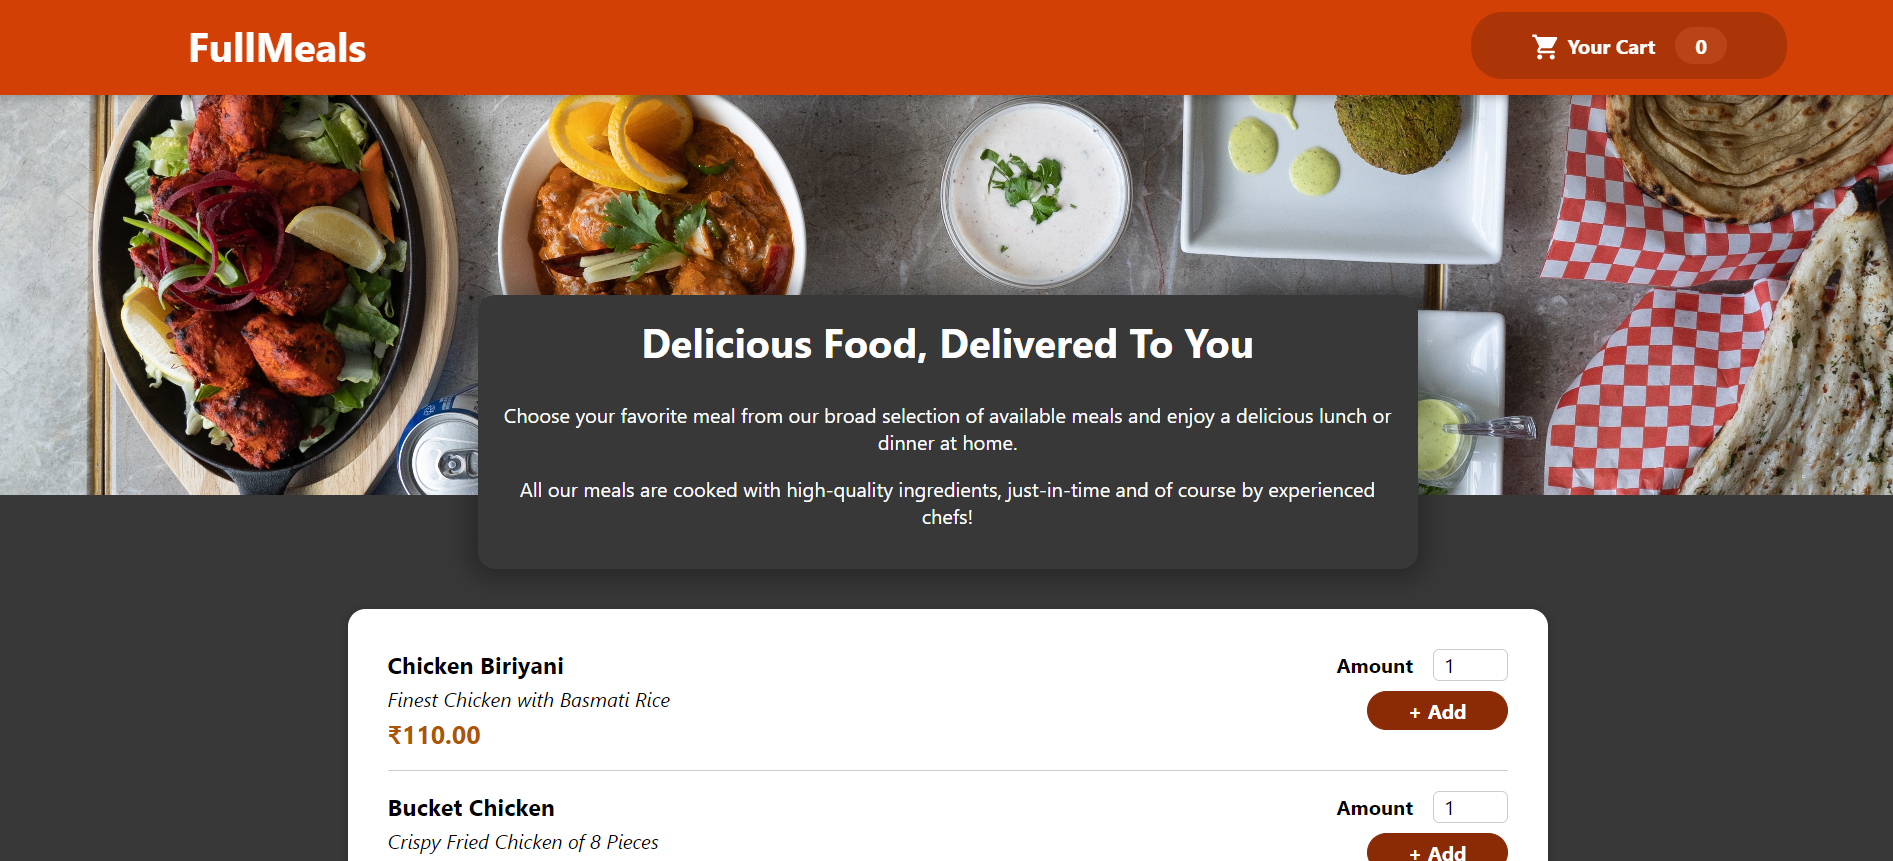 FullMeals
Your Cart 0
Delicious Food, Delivered To You
Choose your favorite meal from our broad selection of available meals and enjoy a delicious lunch or
dinner at home.
All our meals are cooked with high-quality ingredients, just-in-time and of course by experienced
chefs!
Chicken Biriyani
Amount 1
Finest Chicken with Basmati Rice
+ Add
₹110.00
Bucket Chicken
Amount 1
Crispy Fried Chicken of 8 Pieces
+ Add